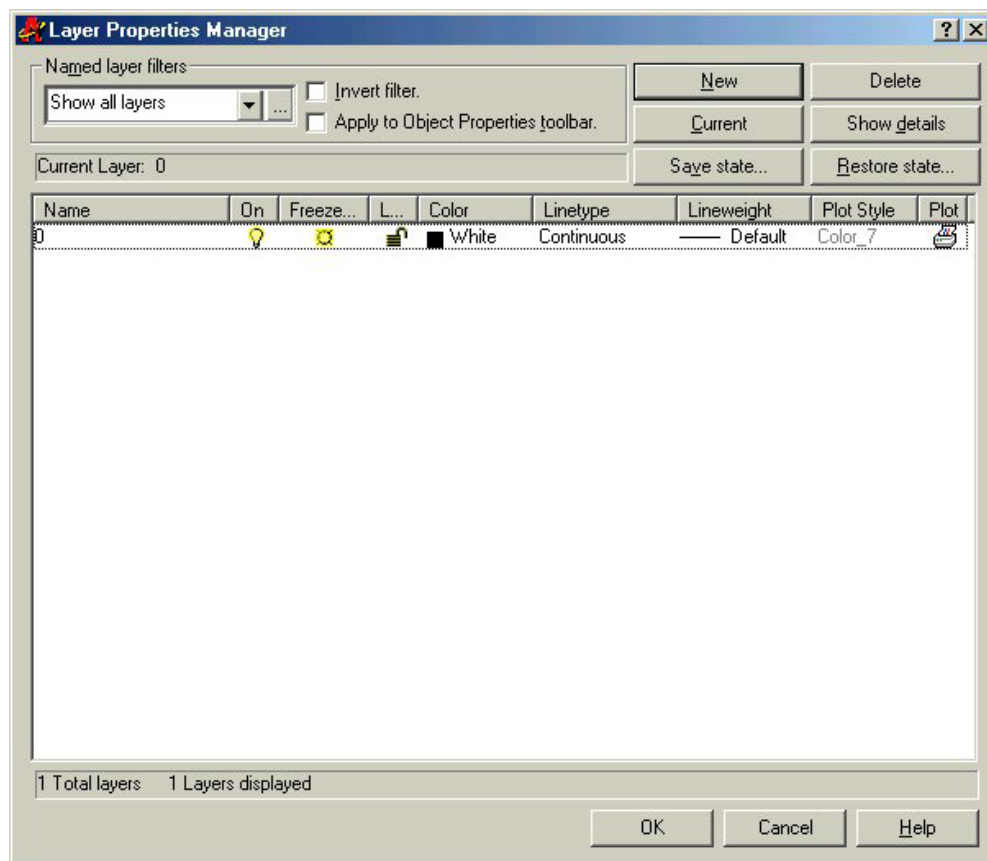 Layer Properties Manager
Named layer filters
Show all layers
...
Invert filter.
Apply to Object Properties toolbar.
New
Delete
Current
Show details
Current Layer: 0
Save state...
Restore state...
Name On Freeze... L... Color Linetype Lineweight Plot Style Plot
0 White Continuous Default Color_7
1 Total layers 1 Layers displayed
OK Cancel Help